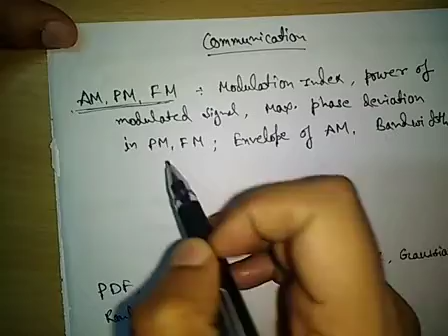 Communication
AM, PM, FM :- Modulation Index, power of
modulated signal, Max. phase deviation
in PM, FM; Envelope of AM. Bandwidth
Gaussian
PDF